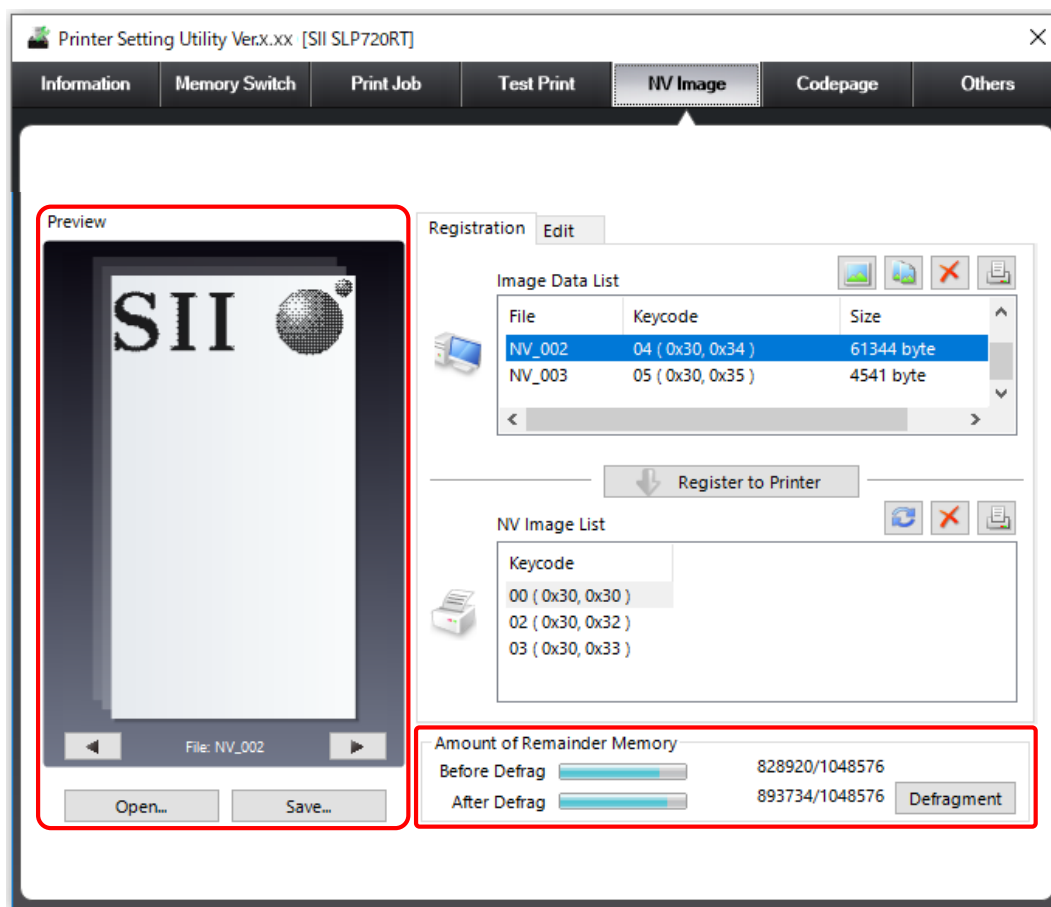 Printer Setting Utility Ver.x.xx [SII SLP720RT]
Information Memory Switch Print Job Test Print NV Image Codepage Others
Preview
SII
File: NV_002
Open... Save...
Registration Edit
Image Data List
File Keycode Size
NV_002 04 ( 0x30, 0x34 ) 61344 byte
NV_003 05 ( 0x30, 0x35 ) 4541 byte
Register to Printer
NV Image List
Keycode
00 ( 0x30, 0x30 )
02 ( 0x30, 0x32 )
03 ( 0x30, 0x33 )
Amount of Remainder Memory
Before Defrag 828920/1048576
After Defrag 893734/1048576 Defragment